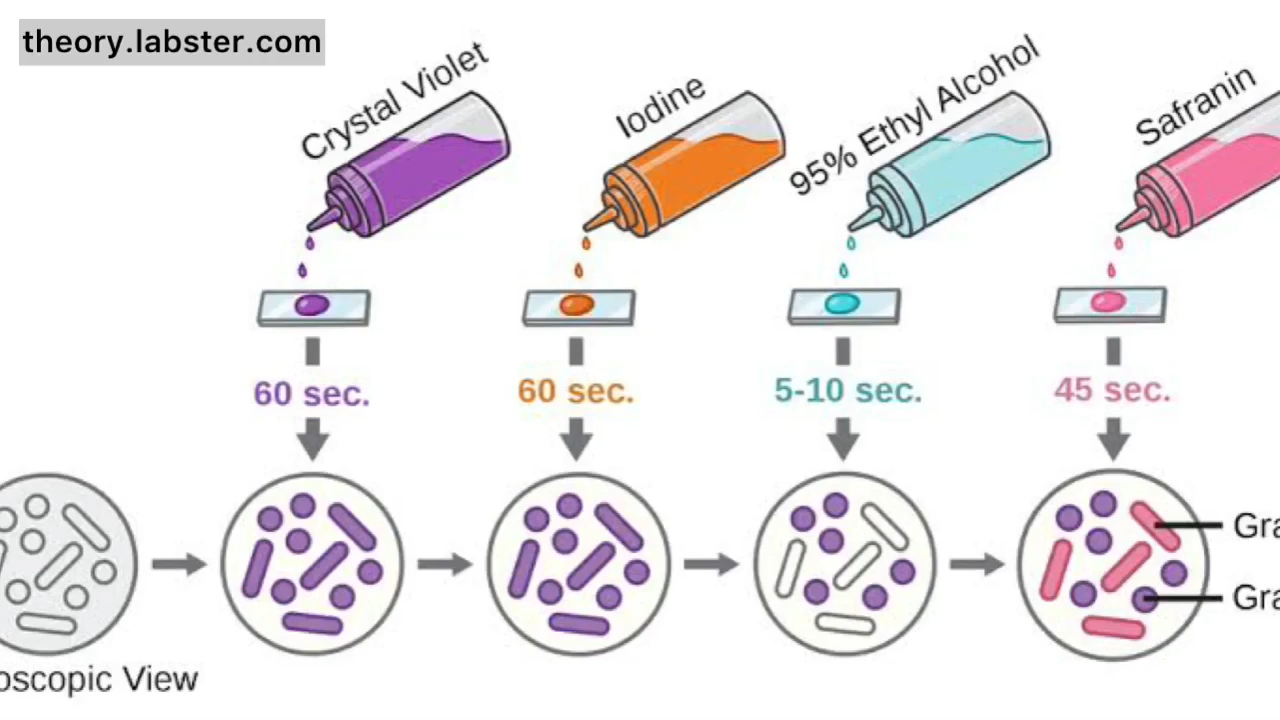 theory.labster.com
Crystal Violet
Iodine
95% Ethyl Alcohol
Safranin
60 sec.
60 sec.
5-10 sec.
45 sec.
Gra
Gra
oscopic View